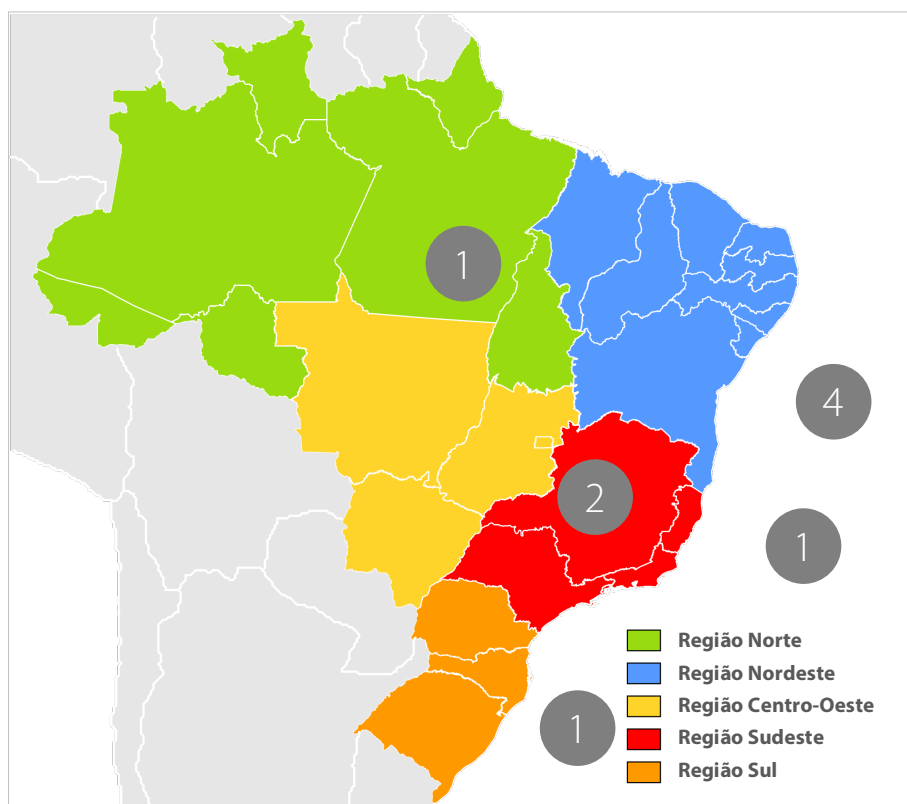 1
4
2
1
1
Região Norte
Região Nordeste
Região Centro-Oeste
Região Sudeste
Região Sul